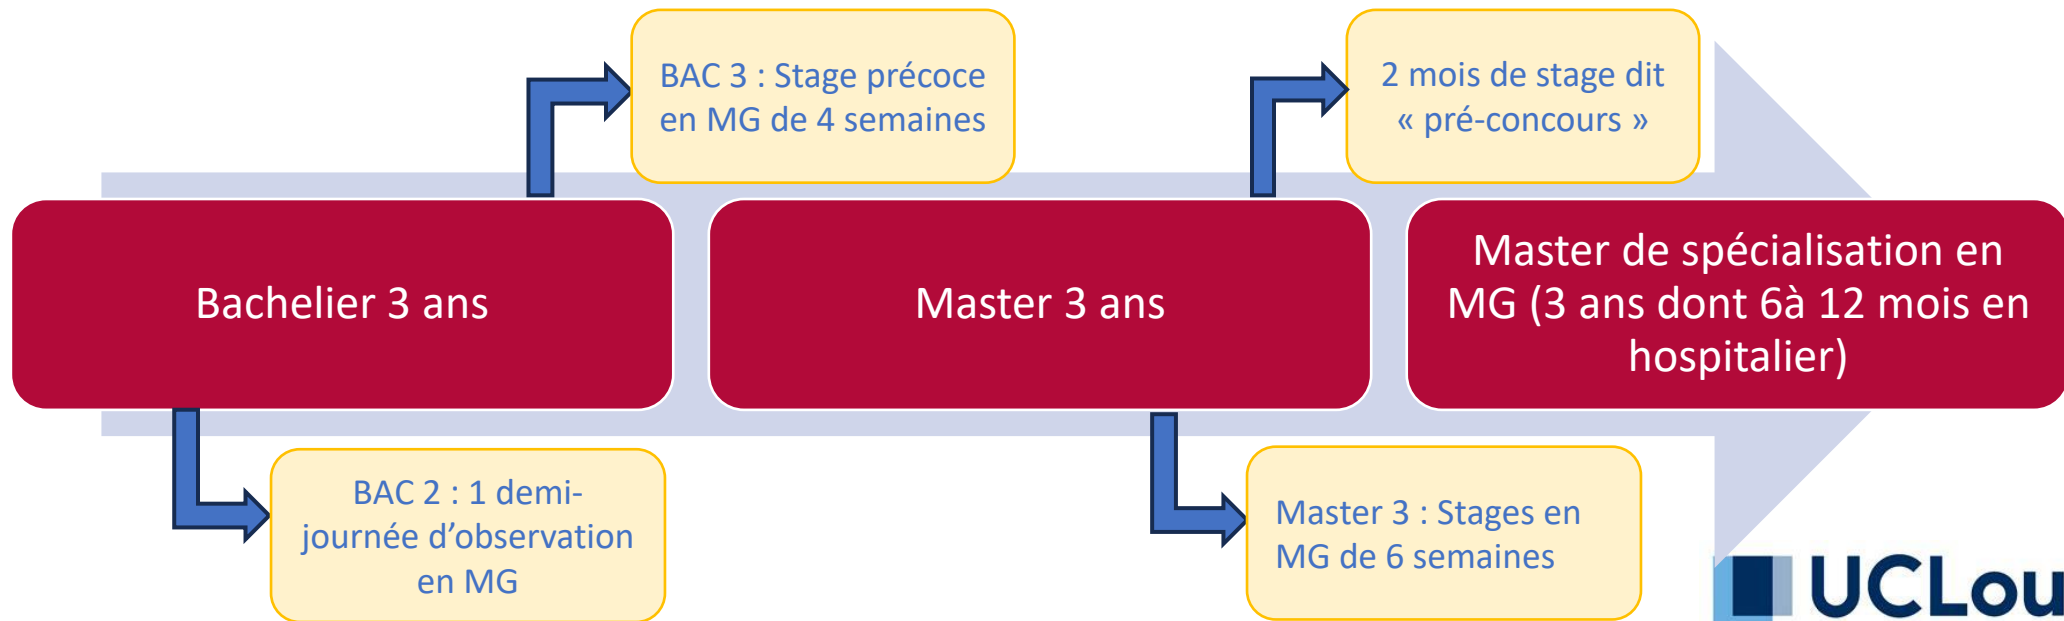 BAC 3 : Stage précoce
en MG de 4 semaines
2 mois de stage dit
« pré-concours »
Bachelier 3 ans
Master 3 ans
Master de spécialisation en
MG (3 ans dont 6à 12 mois en
hospitalier)
BAC 2 : 1 demi-
journée d’observation
en MG
Master 3 : Stages en
MG de 6 semaines
UCLou